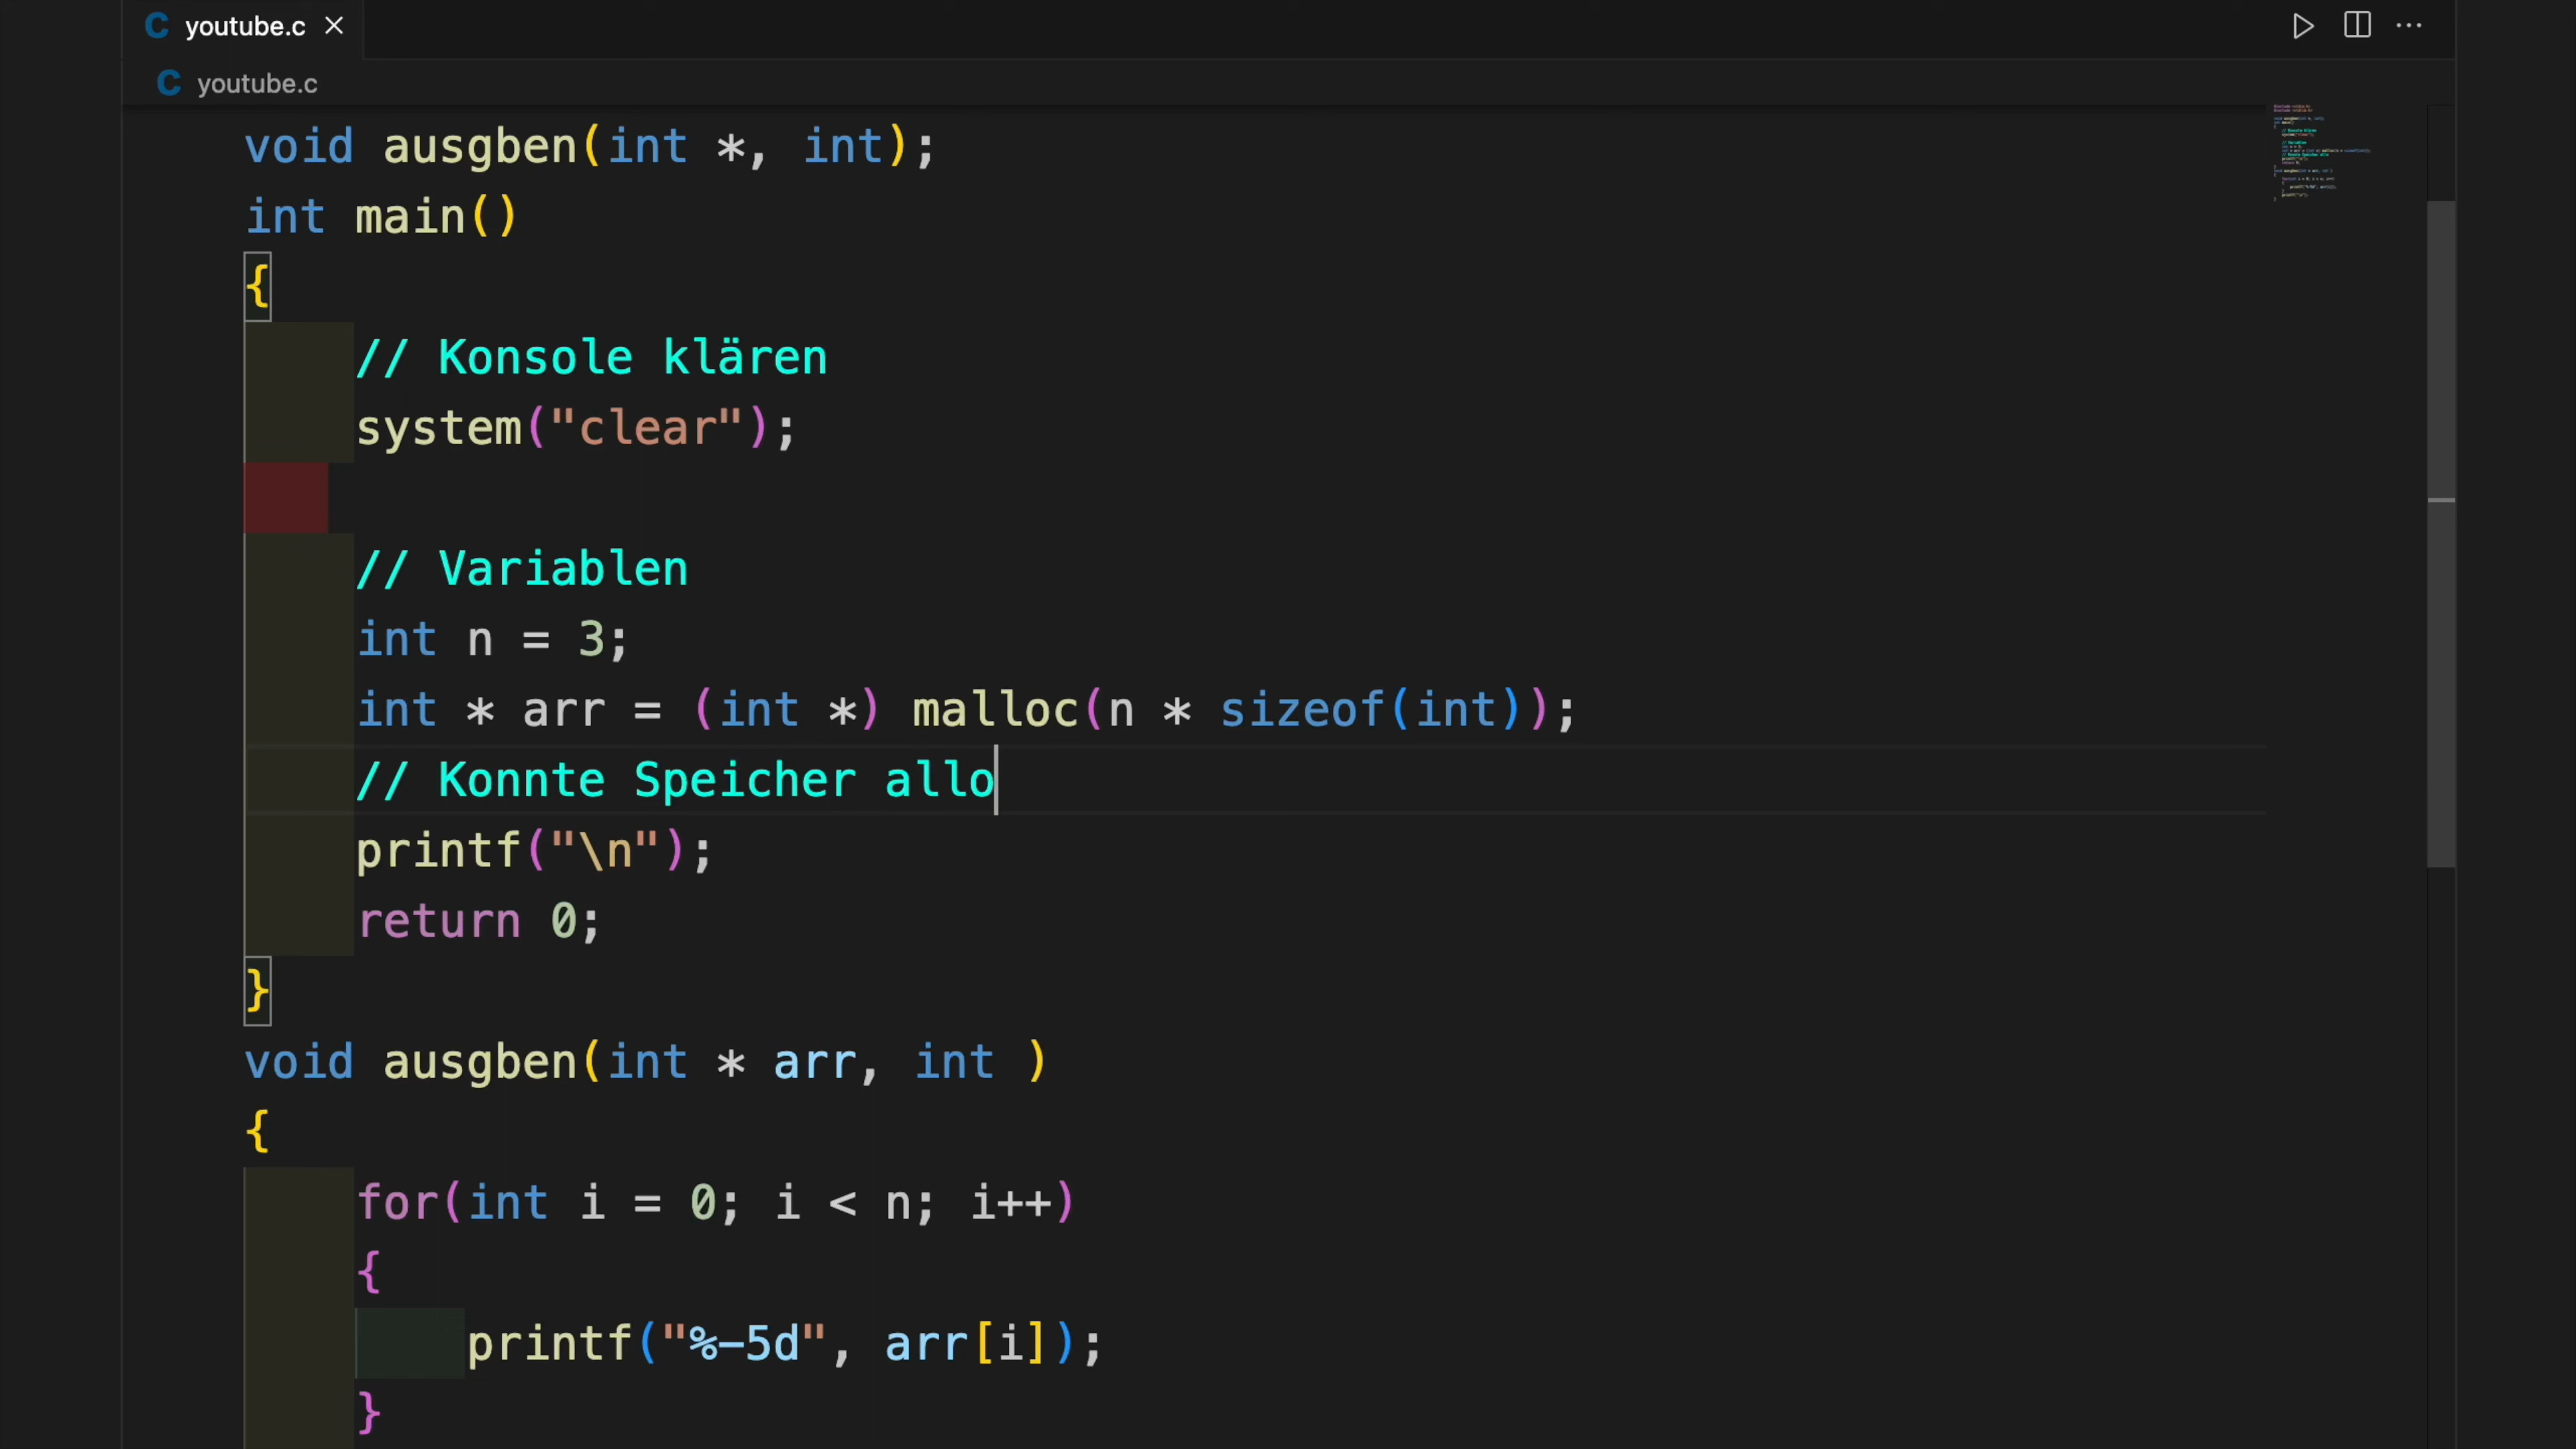 C youtube.c ×
C youtube.c
void ausgben(int *, int);
int main()
{
// Konsole klären
system("clear");
// Variablen
int n = 3;
int * arr = (int *) malloc(n * sizeof(int));
// Konnte Speicher allo
printf("\n");
return 0;
}
void ausgben(int * arr, int )
{
for(int i = 0; i < n; i++)
{
printf("%-5d", arr[i]);
}